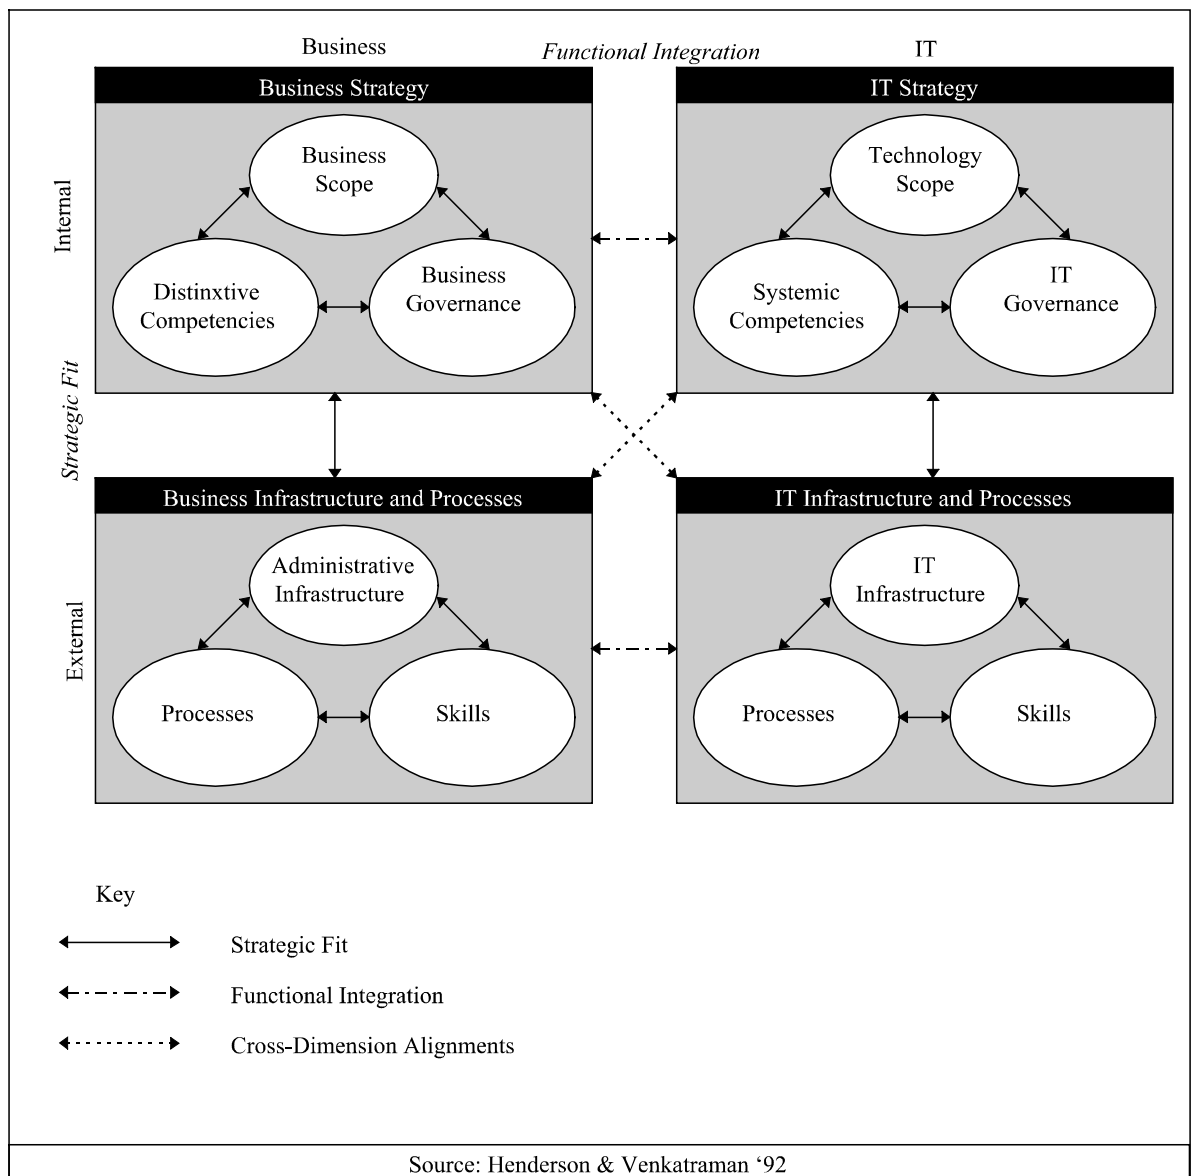 Business
Functional Integration
IT
Business Strategy
IT Strategy
Internal
Business
Scope
Distinxtive
Competencies
Business
Governance
Technology
Scope
Systemic
Competencies
IT
Governance
Strategic Fit
Business Infrastructure and Processes
IT Infrastructure and Processes
External
Administrative
Infrastructure
Processes
Skills
IT
Infrastructure
Processes
Skills
Key
Strategic Fit
Functional Integration
Cross-Dimension Alignments
Source: Henderson & Venkatraman ‘92